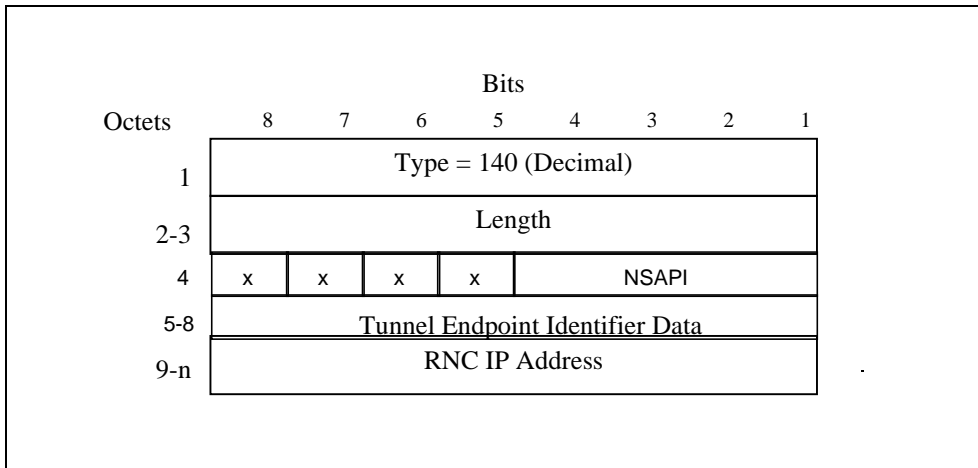 Bits
Octets 8 7 6 5 4 3 2 1
1 Type = 140 (Decimal)
2-3 Length
4 x x x x NSAPI
5-8 Tunnel Endpoint Identifier Data
9-n RNC IP Address .